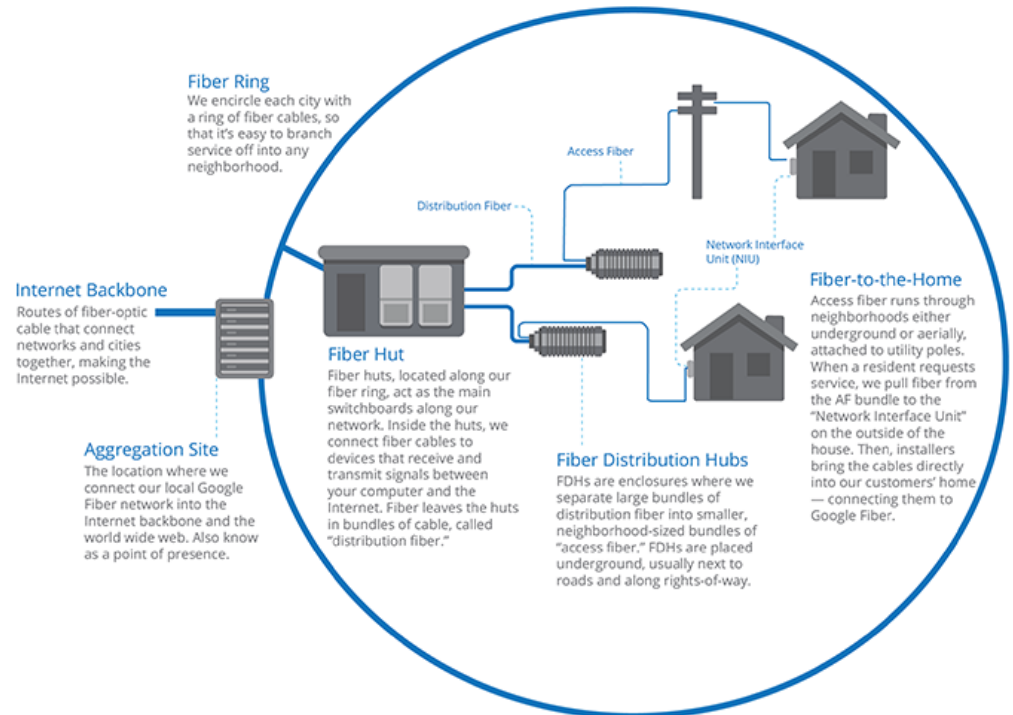 Fiber Ring
We encircle each city with
a ring of fiber cables, so
that it's easy to branch
service off into any
neighborhood.
Access Fiber
Distribution Fiber
Network Interface
Unit (NIU)
Internet Backbone
Routes of fiber-optic
cable that connect
networks and cities
together, making the
Internet possible.
Fiber-to-the-Home
Access fiber runs through
neighborhoods either
underground or aerially,
attached to utility poles.
When a resident requests
service, we pull fiber from
the AF bundle to the
"Network Interface Unit"
on the outside of the
house. Then, installers
bring the cables directly
into our customers' home
— connecting them to
Google Fiber.
Fiber Hut
Fiber huts, located along our
fiber ring, act as the main
switchboards along our
network. Inside the huts, we
connect fiber cables to
devices that receive and
transmit signals between
your computer and the
Internet. Fiber leaves the huts
in bundles of cable, called
"distribution fiber."
Aggregation Site
The location where we
connect our local Google
Fiber network into the
Internet backbone and the
world wide web. Also know
as a point of presence.
Fiber Distribution Hubs
FDHs are enclosures where we
separate large bundles of
distribution fiber into smaller,
neighborhood-sized bundles of
"access fiber." FDHs are placed
underground, usually next to
roads and along rights-of-way.